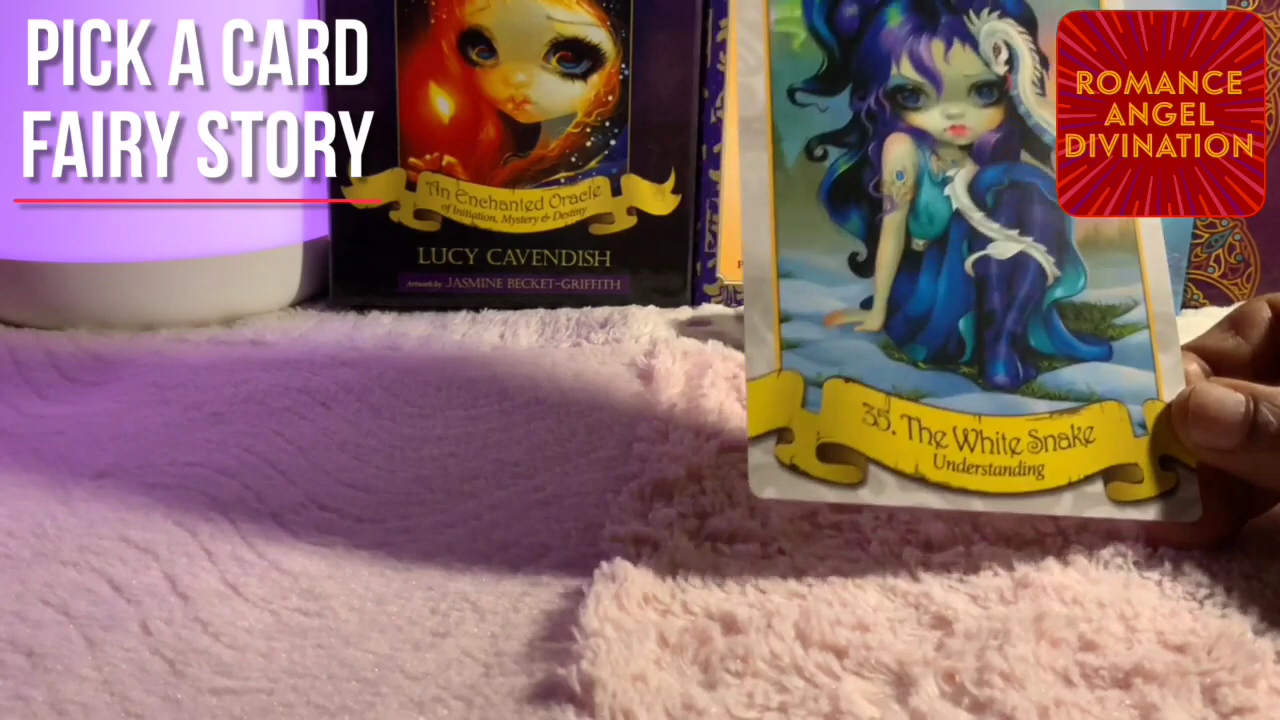 PICK A CARD
FAIRY STORY
An Enchanted Oracle
of Initiation, Mystery & Destiny
LUCY CAVENDISH
Artwork by JASMINE BECKET-GRIFFITH
ROMANCE
ANGEL
DIVINATION
35. The White Snake
Understanding